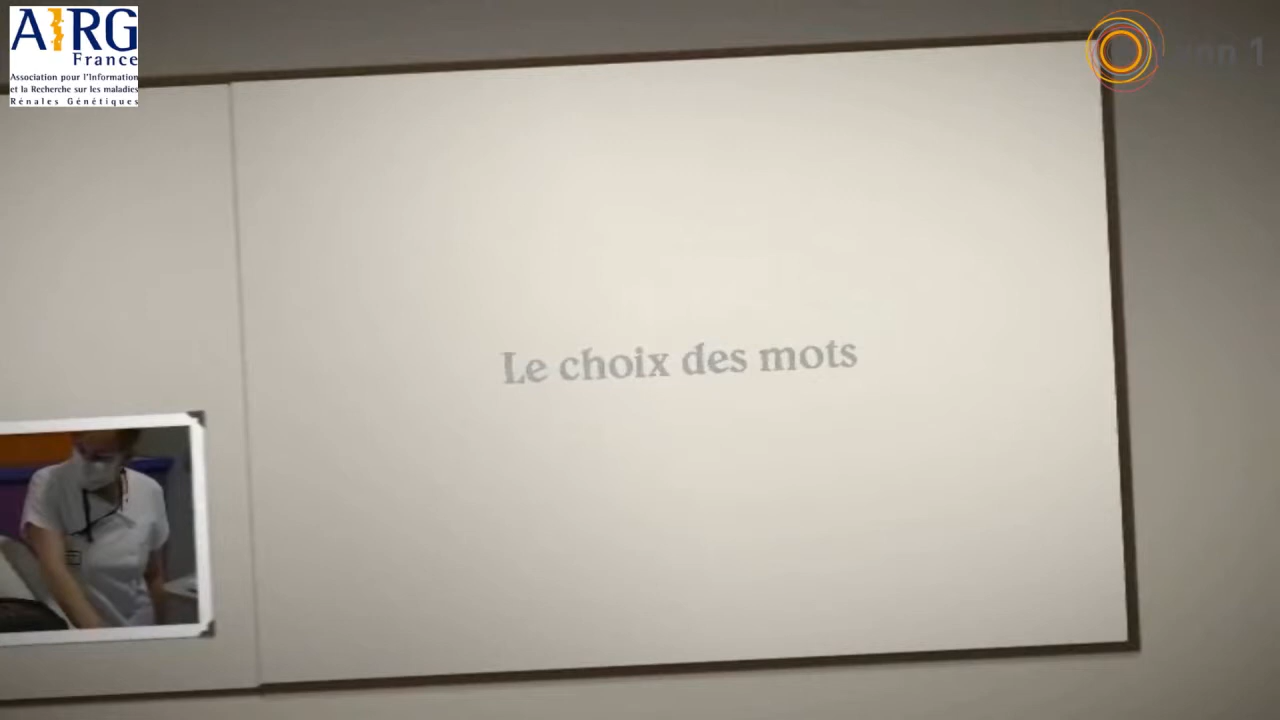 AIRG
France
Association pour l'Information
et la Recherche sur les maladies
Rénales Génétiques
Le choix des mots